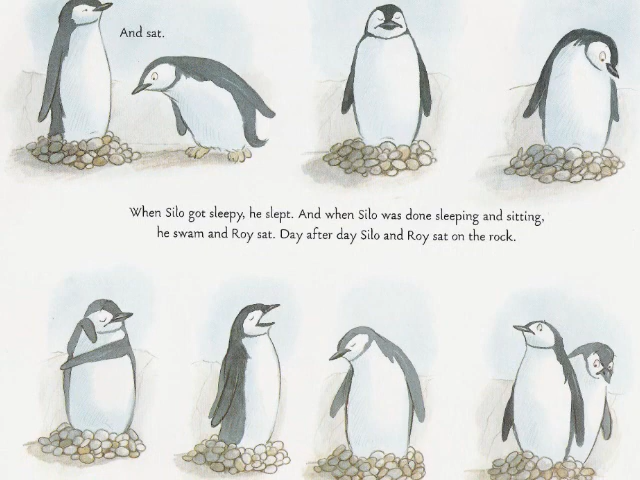 And sat.
When Silo got sleepy, he slept. And when Silo was done sleeping and sitting,
he swam and Roy sat. Day after day Silo and Roy sat on the rock.